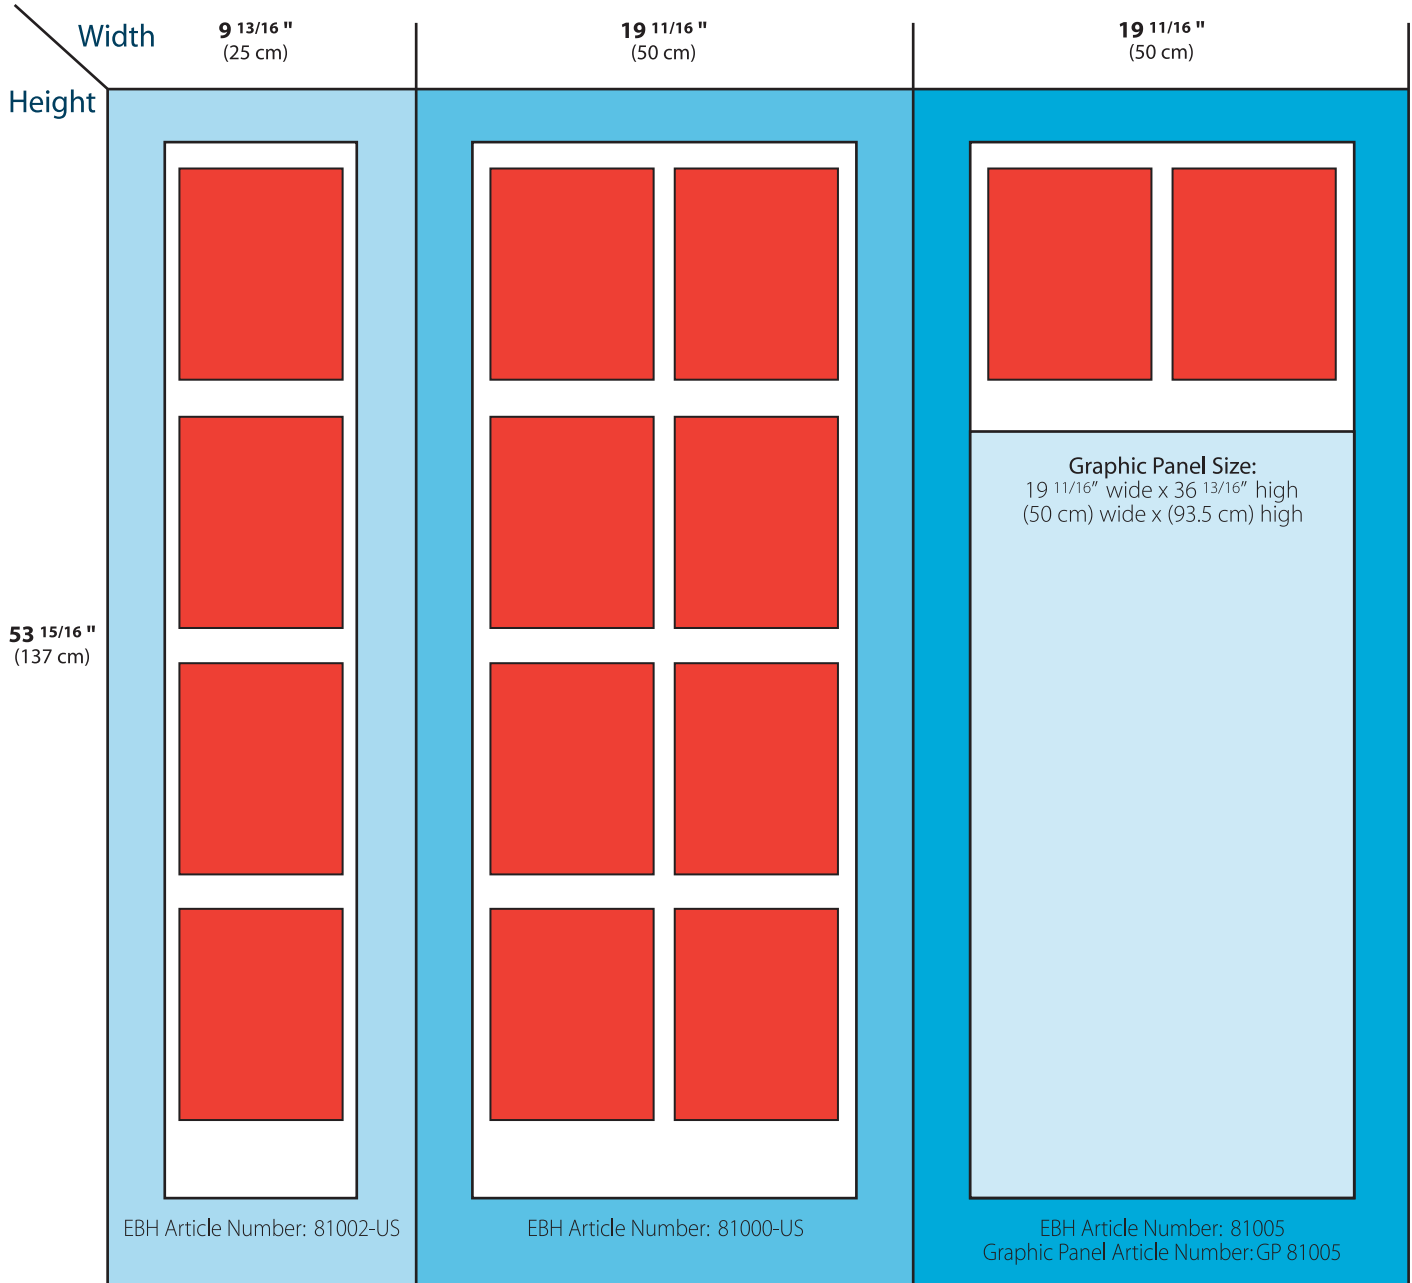 Width
9 13/16 "
(25 cm)
19 11/16 "
(50 cm)
19 11/16 "
(50 cm)
Height
53 15/16 "
(137 cm)
Graphic Panel Size:
19 11/16" wide x 36 13/16" high
(50 cm) wide x (93.5 cm) high
EBH Article Number: 81002-US
EBH Article Number: 81000-US
EBH Article Number: 81005
Graphic Panel Article Number: GP 81005